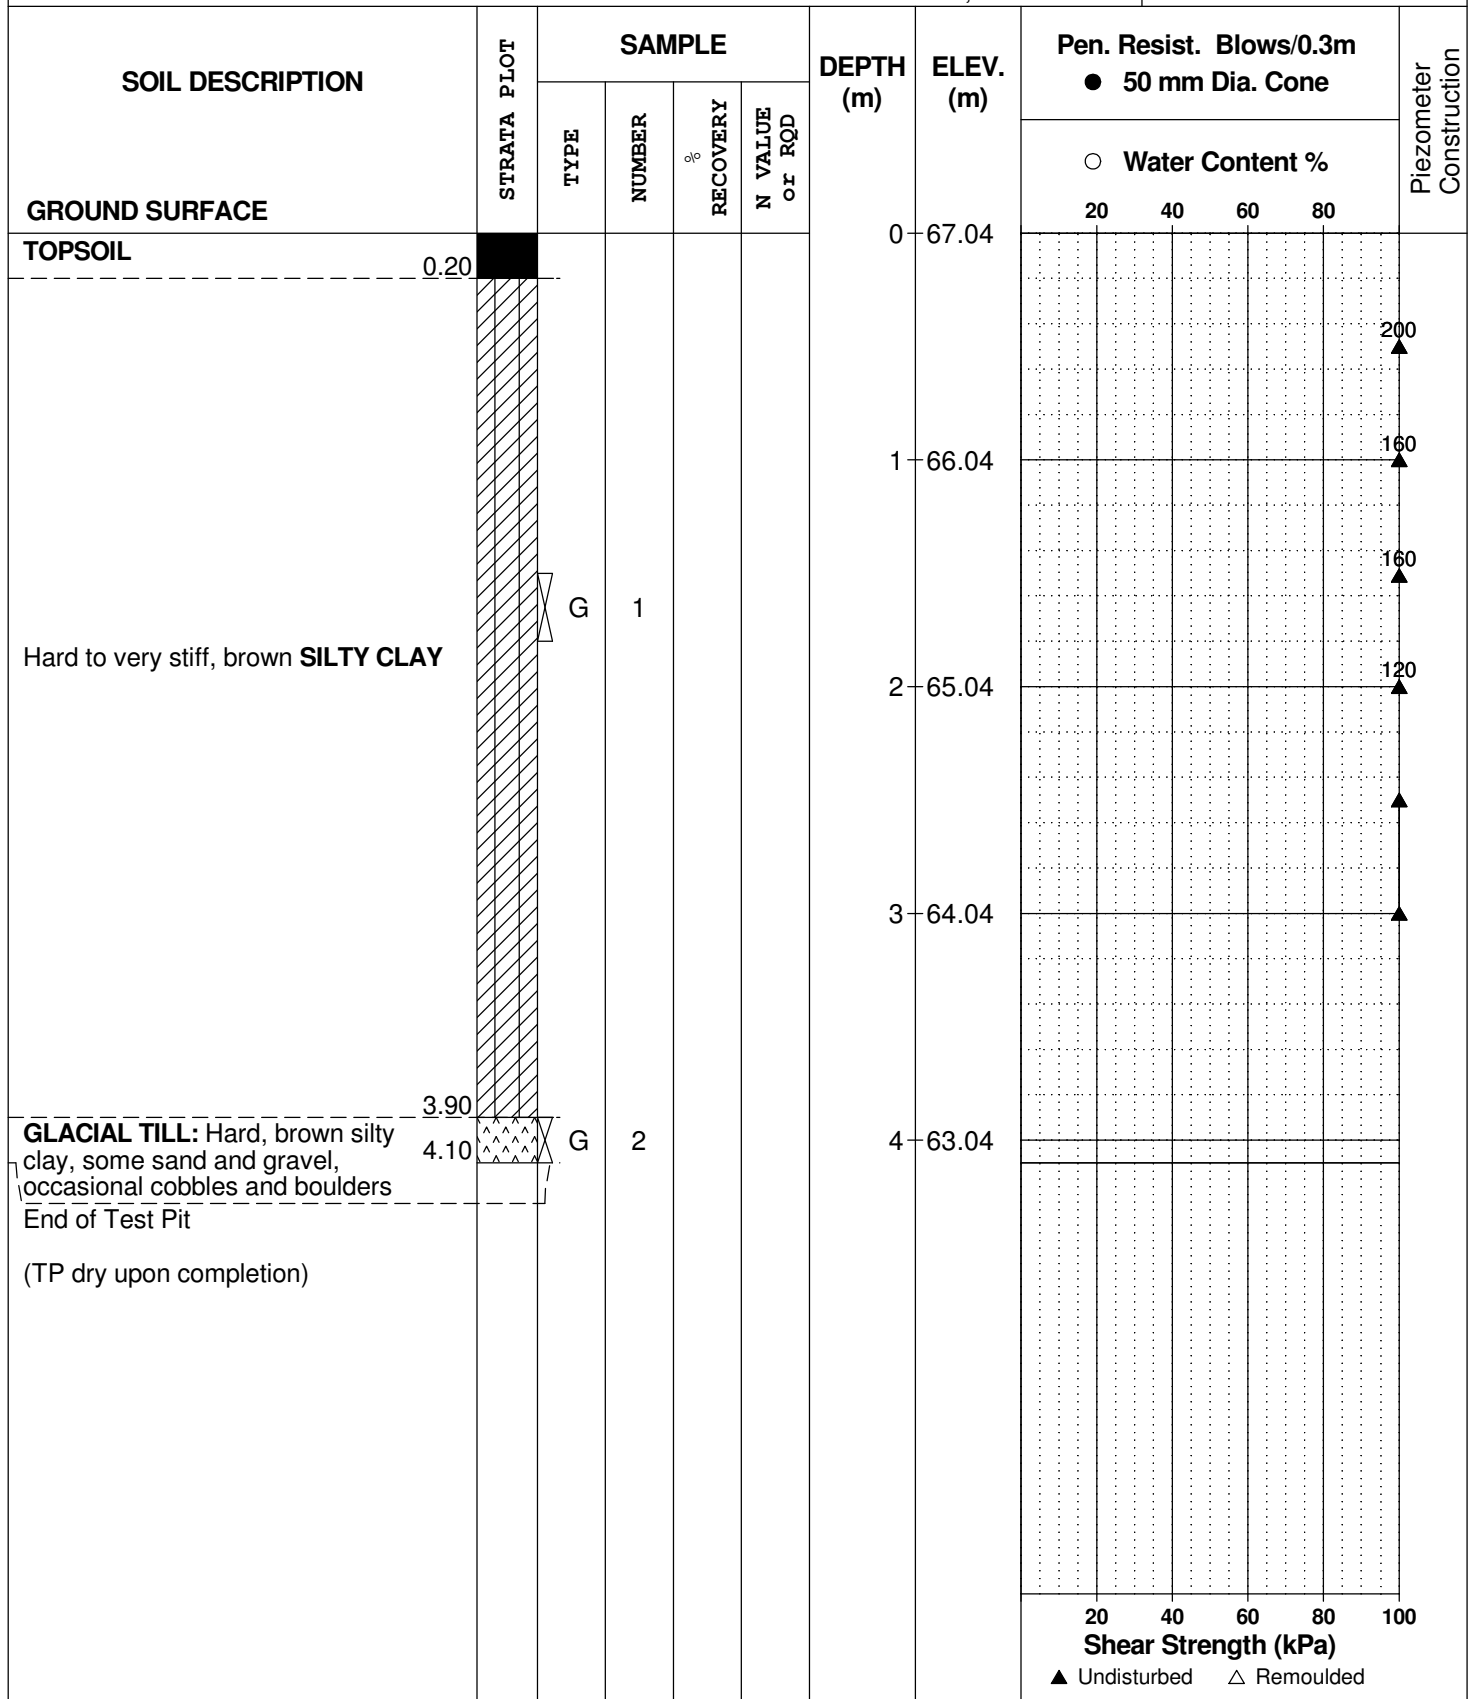 SOIL DESCRIPTION
GROUND SURFACE
STRATA PLOT
SAMPLE
TYPE
NUMBER
%
RECOVERY
N VALUE
or RQD
DEPTH
(m)
ELEV.
(m)
Pen. Resist. Blows/0.3m
● 50 mm Dia. Cone
○ Water Content %
20 40 60 80
Piezometer
Construction
TOPSOIL
0.20
0 67.04
200
1 66.04
160
160
G 1
Hard to very stiff, brown SILTY CLAY
2 65.04
120
3 64.04
3.90
GLACIAL TILL: Hard, brown silty
clay, some sand and gravel,
occasional cobbles and boulders
4.10
G 2
4 63.04
End of Test Pit
(TP dry upon completion)
20 40 60 80 100
Shear Strength (kPa)
▲ Undisturbed △ Remoulded